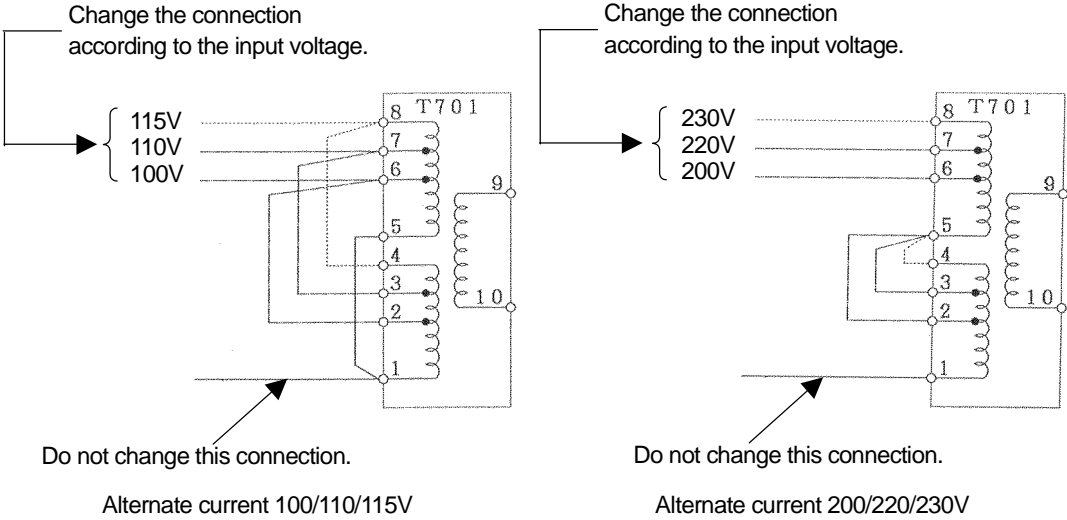 Change the connection
according to the input voltage.
115V
110V
100V
T701
8
7
6
5
4
3
2
1
9
10
Do not change this connection.
Alternate current 100/110/115V
Change the connection
according to the input voltage.
230V
220V
200V
T701
8
7
6
5
4
3
2
1
9
10
Do not change this connection.
Alternate current 200/220/230V